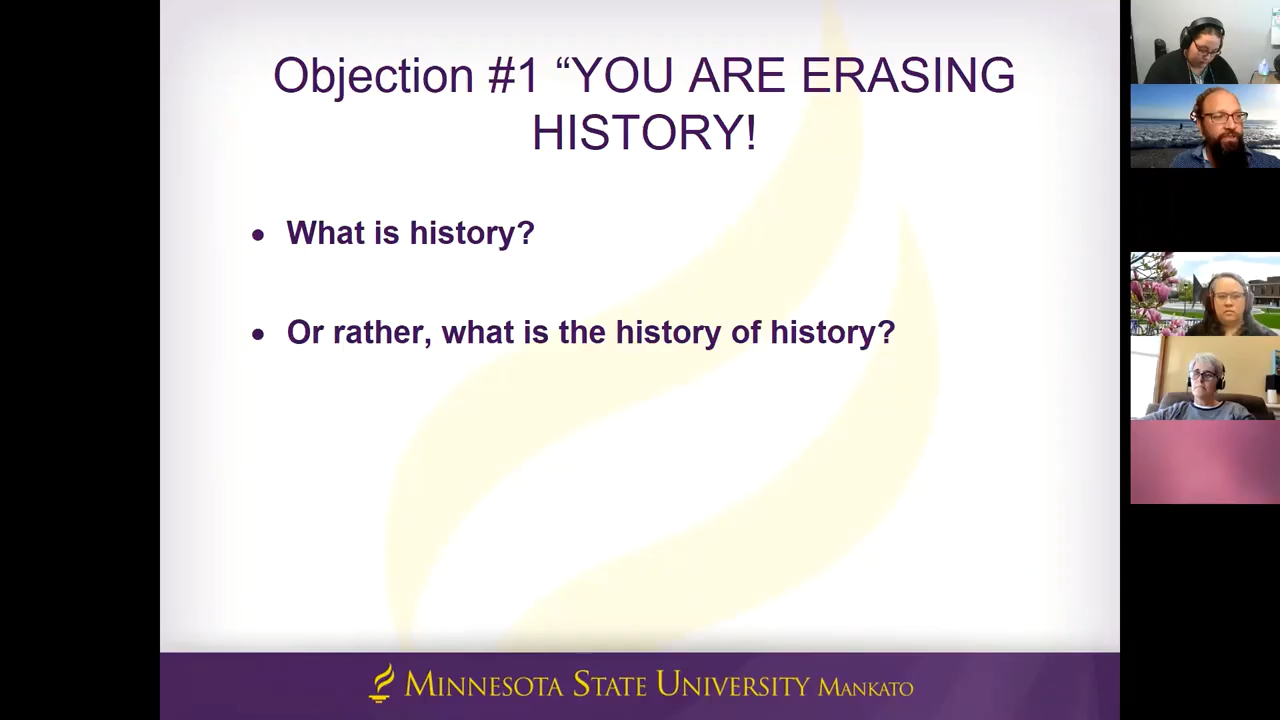 Objection #1 “YOU ARE ERASING
HISTORY!
• What is history?
• Or rather, what is the history of history?
MINNESOTA STATE UNIVERSITY MANKATO